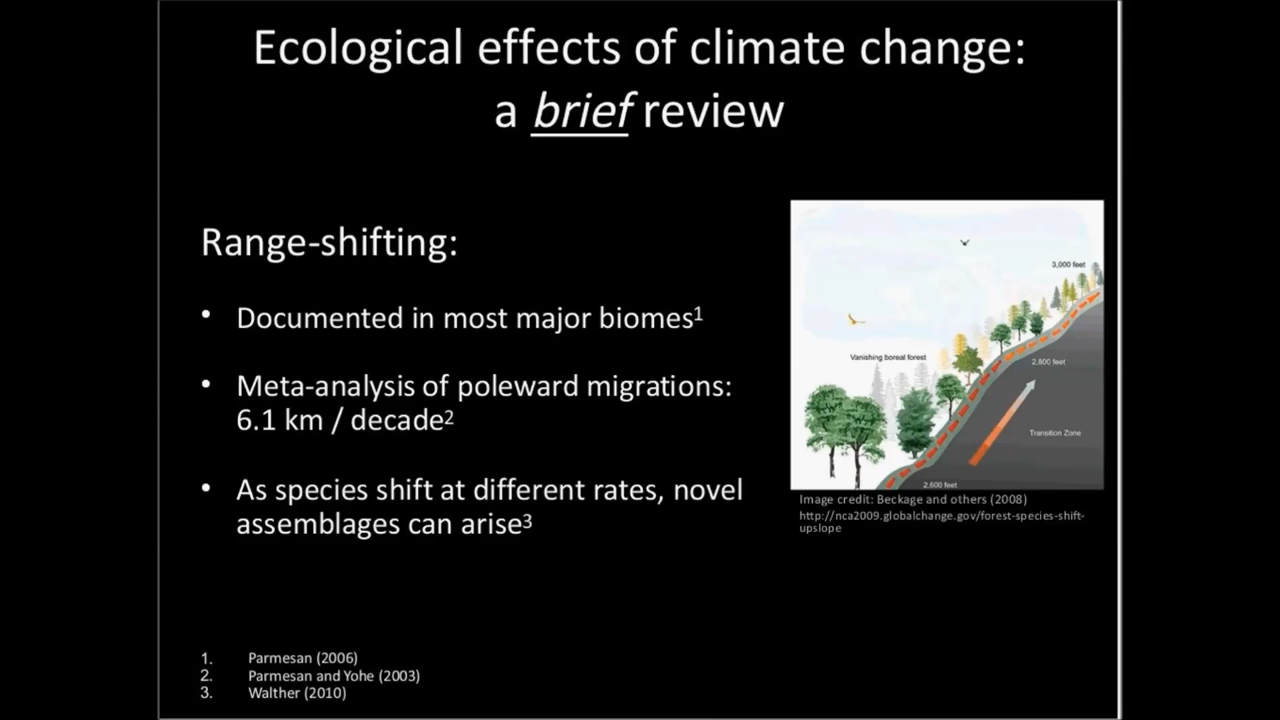 Ecological effects of climate change:
a brief review
Range-shifting:
• Documented in most major biomes¹
• Meta-analysis of poleward migrations:
6.1 km / decade²
• As species shift at different rates, novel
assemblages can arise³
3,000 feet
Vanishing boreal forest
2,800 feet
Transition Zone
2,600 feet
Image credit: Beckage and others (2008)
http://nca2009.globalchange.gov/forest-species-shift-
upslope
1. Parmesan (2006)
2. Parmesan and Yohe (2003)
3. Walther (2010)